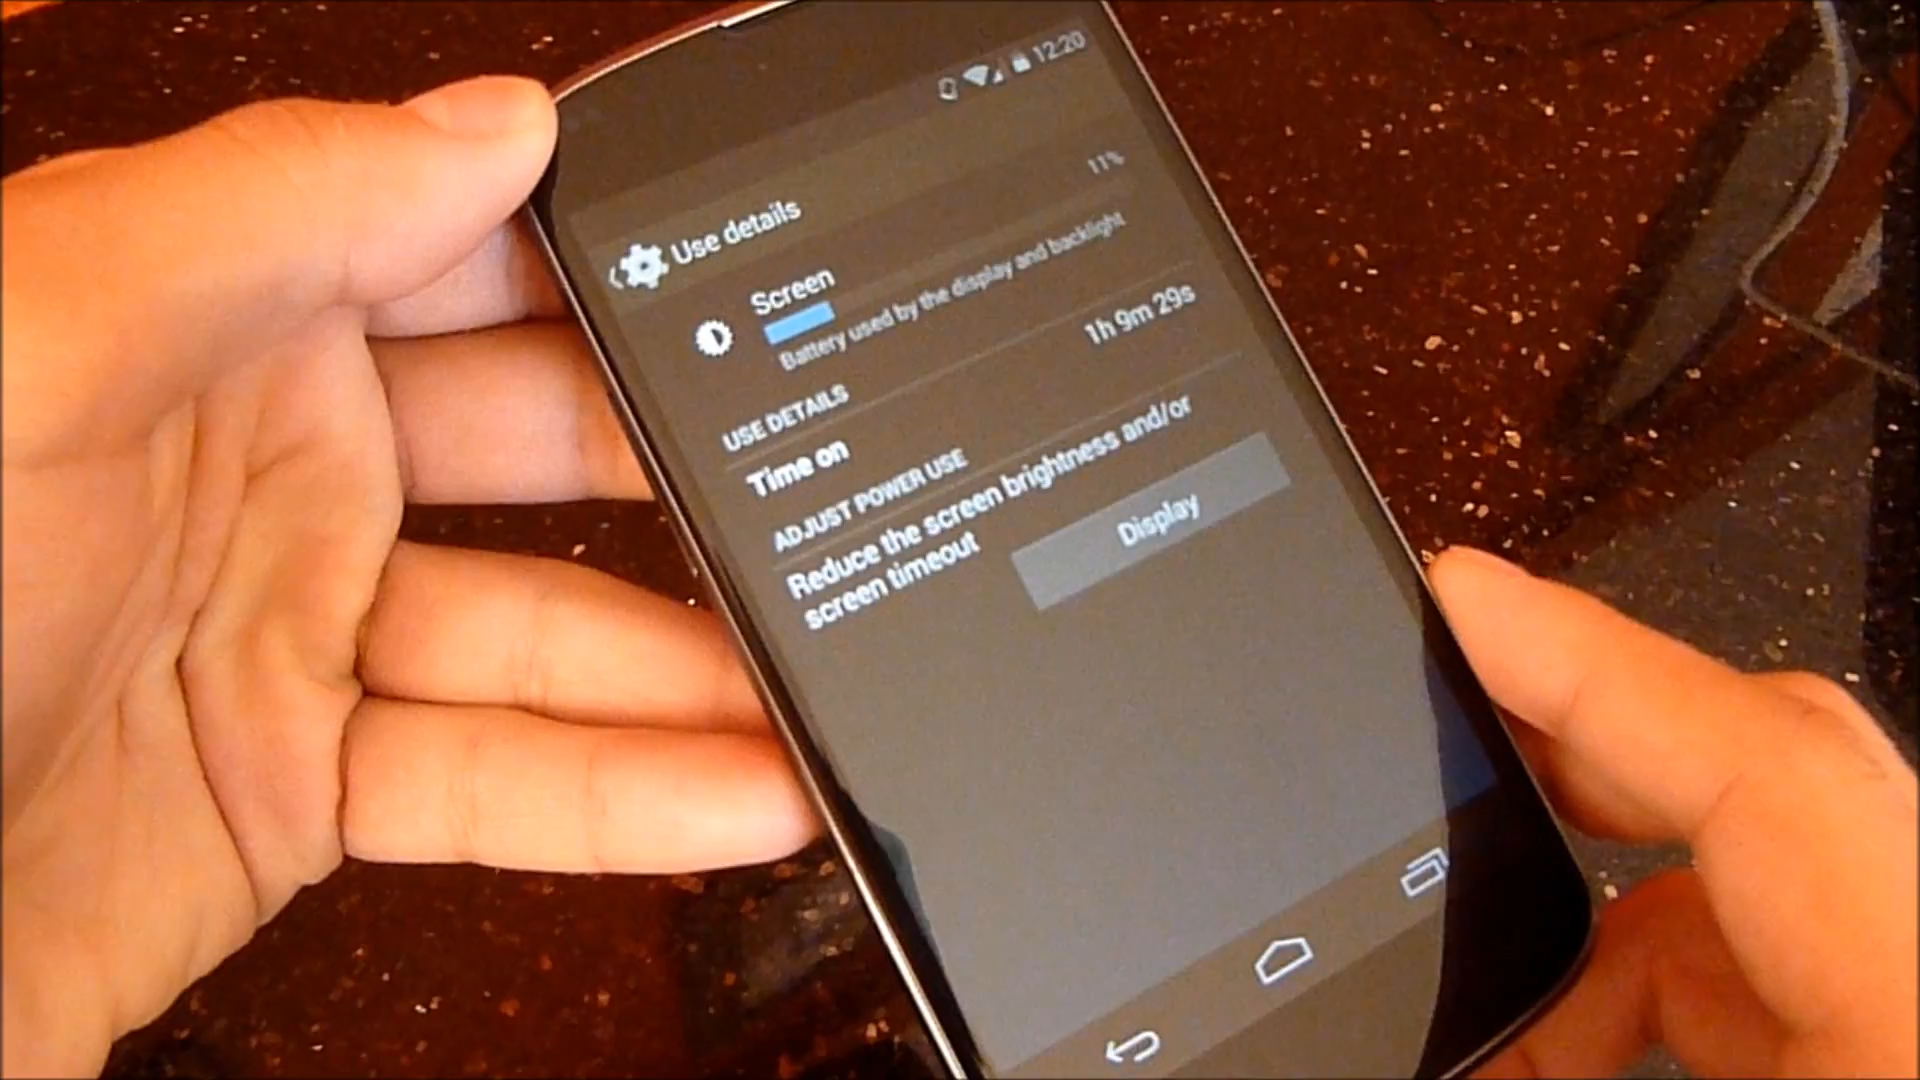 12:20
Use details
Screen
11%
Battery used by the display and backlight
USE DETAILS
Time on
1h 9m 29s
ADJUST POWER USE
Reduce the screen brightness and/or
screen timeout
Display